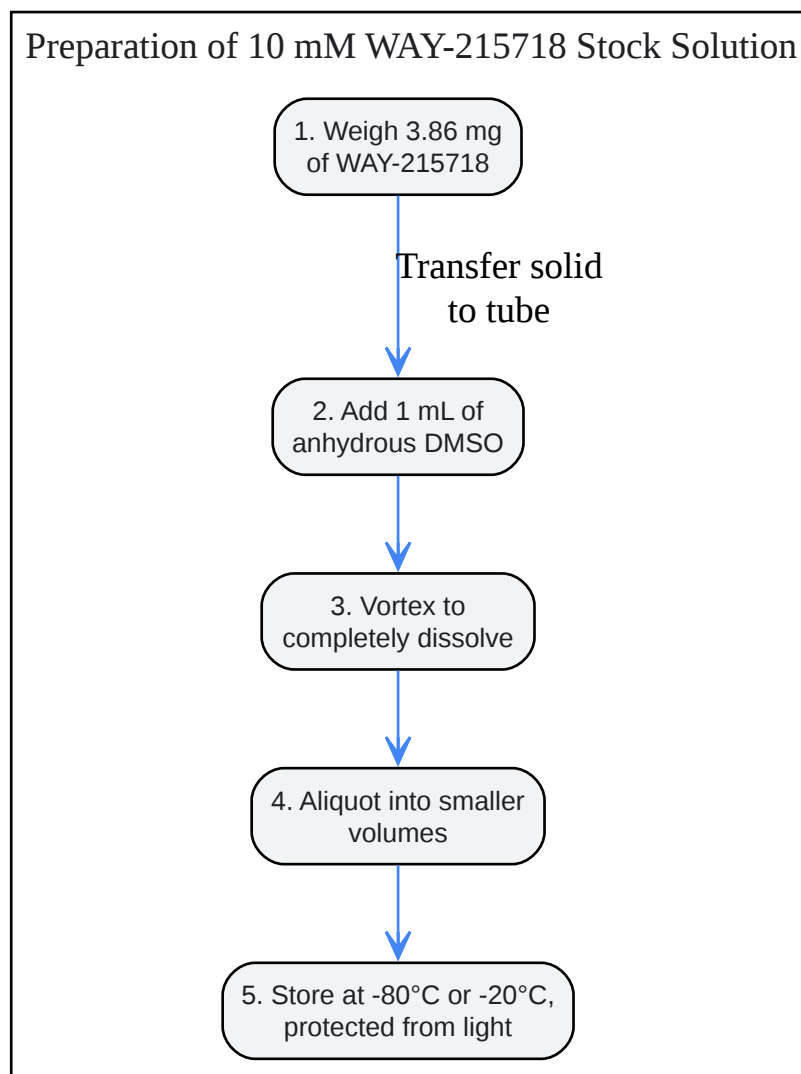 Preparation of 10 mM WAY-215718 Stock Solution
1. Weigh 3.86 mg
of WAY-215718
Transfer solid
to tube
2. Add 1 mL of
anhydrous DMSO
3. Vortex to
completely dissolve
4. Aliquot into smaller
volumes
5. Store at -80°C or -20°C,
protected from light